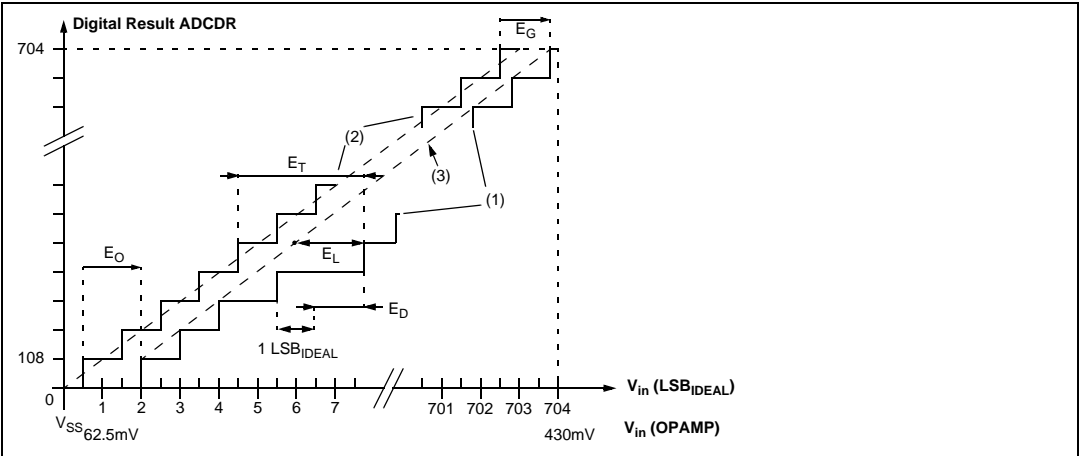 Digital Result ADCDR
E_G
704
(2)
E_T
(3)
(1)
E_O
E_L
E_D
1 LSB_IDEAL
108
0
1 2 3 4 5 6 7 701 702 703 704
V_in (LSB_IDEAL)
V_SS 62.5mV
430mV
V_in (OPAMP)